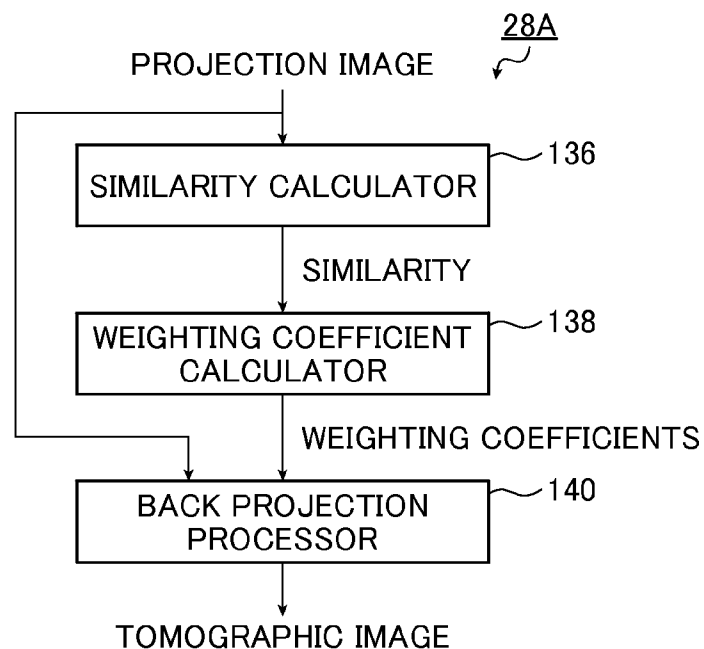 28A
PROJECTION IMAGE
136
SIMILARITY CALCULATOR
SIMILARITY
138
WEIGHTING COEFFICIENT
CALCULATOR
WEIGHTING COEFFICIENTS
140
BACK PROJECTION
PROCESSOR
TOMOGRAPHIC IMAGE